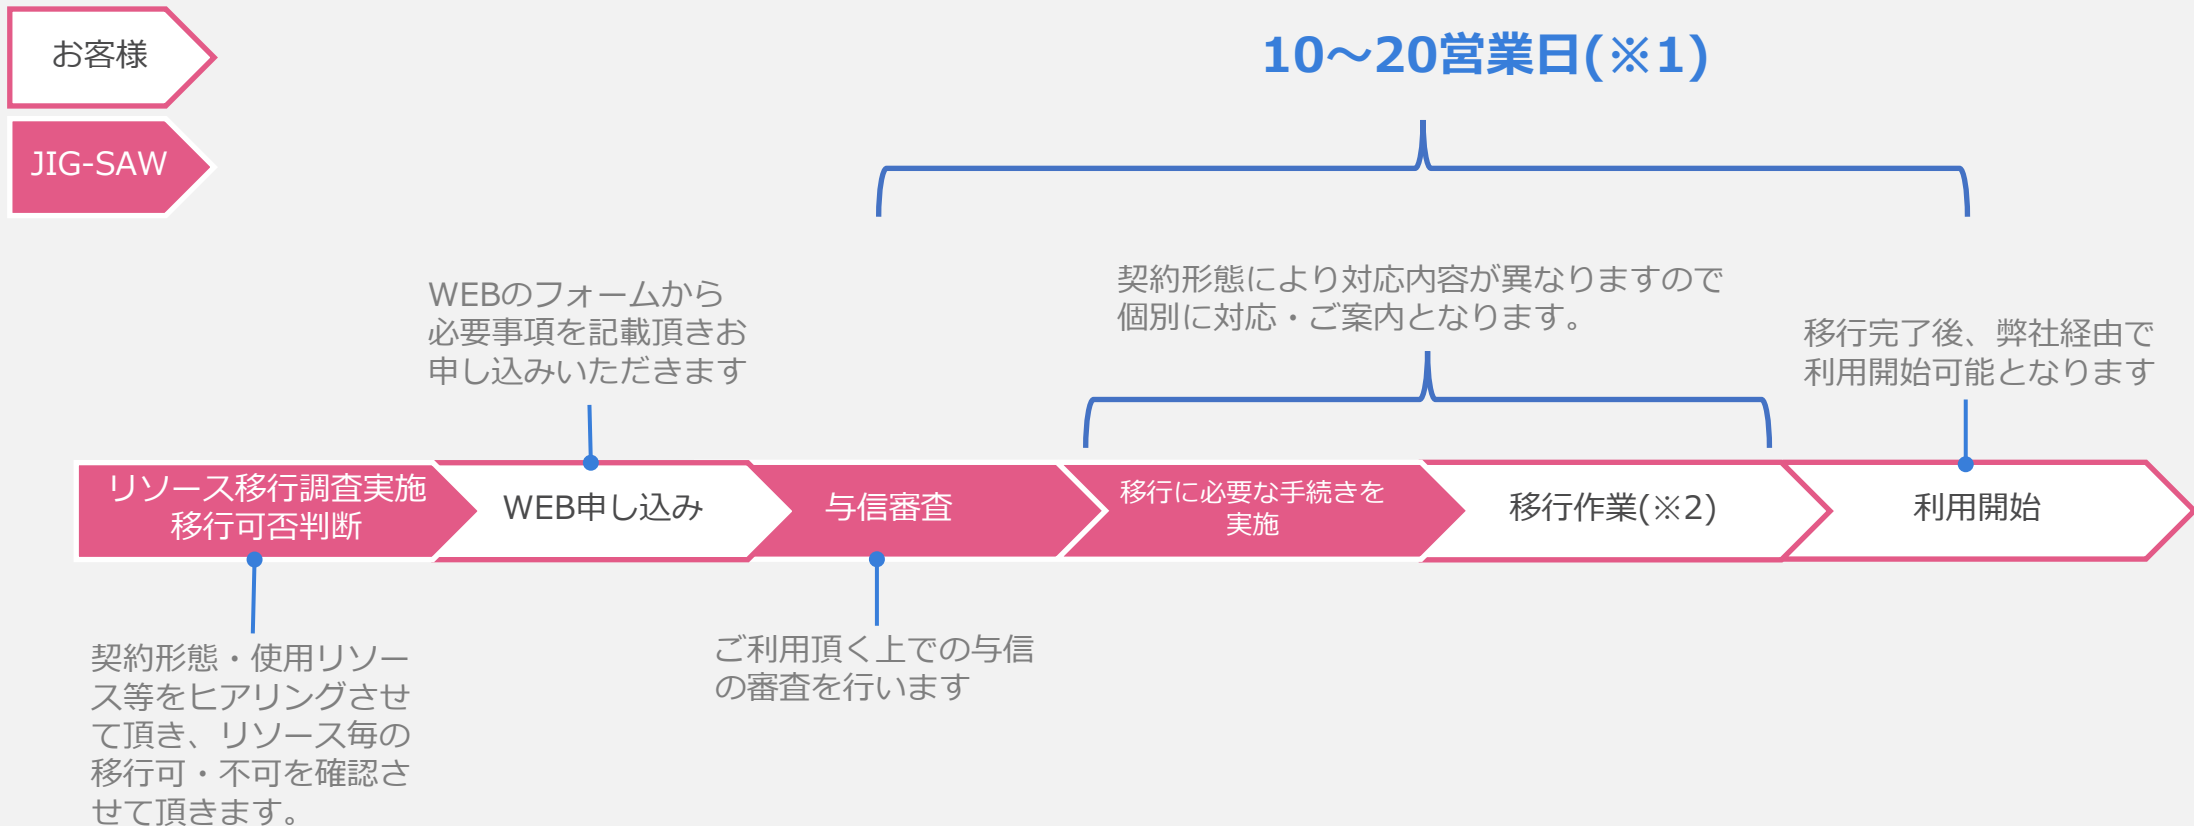 お客様
JIG-SAW
10～20営業日(※1)
WEBのフォームから
必要事項を記載頂きお
申し込みいただきます
契約形態により対応内容が異なりますので
個別に対応・ご案内となります。
移行完了後、弊社経由で
利用開始可能となります
リソース移行調査実施
移行可否判断
WEB申し込み
与信審査
移行に必要な手続きを
実施
移行作業(※2)
利用開始
契約形態・使用リソー
ス等をヒアリングさせ
て頂き、リソース毎の
移行可・不可を確認さ
せて頂きます。
ご利用頂く上での与信
の審査を行います